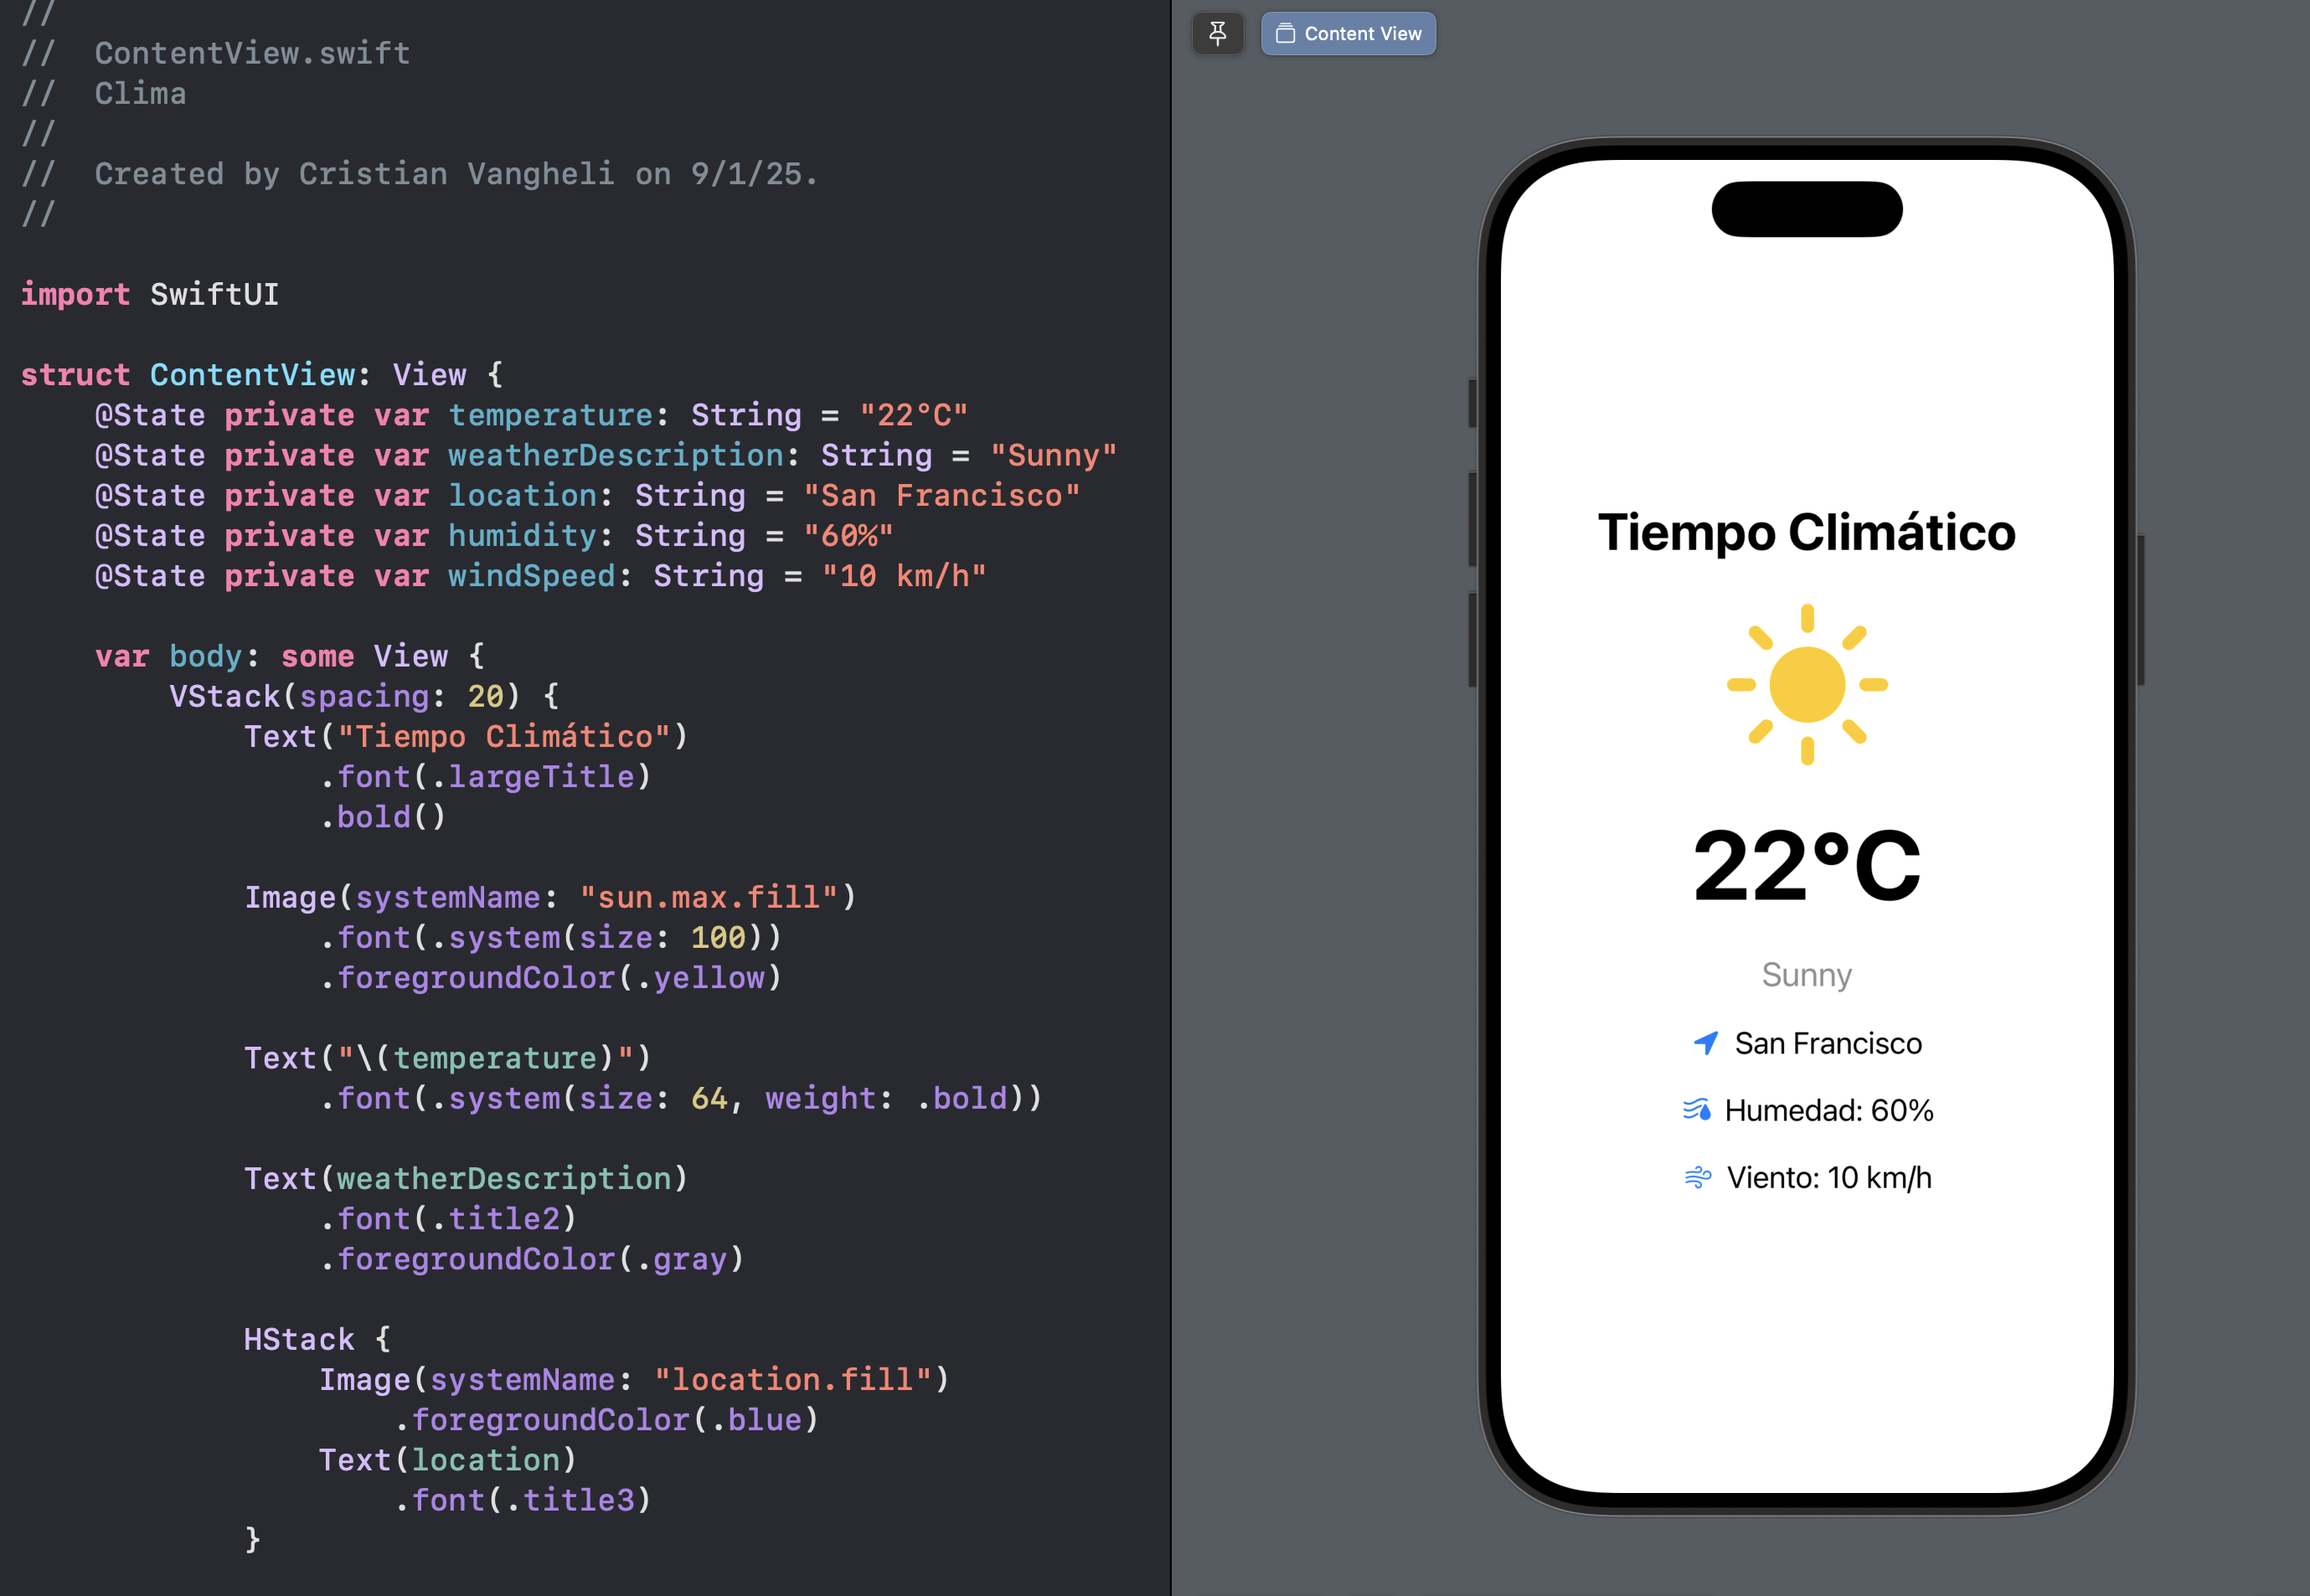 //
//  ContentView.swift
//  Clima
//
//  Created by Cristian Vangheli on 9/1/25.
//
import SwiftUI
struct ContentView: View {
    @State private var temperature: String = "22°C"
    @State private var weatherDescription: String = "Sunny"
    @State private var location: String = "San Francisco"
    @State private var humidity: String = "60%"
    @State private var windSpeed: String = "10 km/h"
    var body: some View {
        VStack(spacing: 20) {
            Text("Tiempo Climático")
                .font(.largeTitle)
                .bold()
            Image(systemName: "sun.max.fill")
                .font(.system(size: 100))
                .foregroundColor(.yellow)
            Text("\(temperature)")
                .font(.system(size: 64, weight: .bold))
            Text(weatherDescription)
                .font(.title2)
                .foregroundColor(.gray)
            HStack {
                Image(systemName: "location.fill")
                    .foregroundColor(.blue)
                Text(location)
                    .font(.title3)
            }
Content View
Tiempo Climático
22°C
Sunny
San Francisco
Humedad: 60%
Viento: 10 km/h